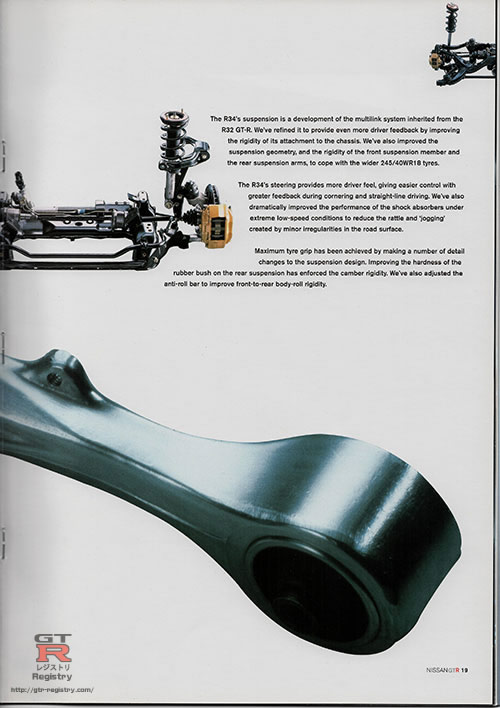 The R34's suspension is a development of the multilink system inherited from the
R32 GT-R. We've refined it to provide even more driver feedback by improving
the rigidity of its attachment to the chassis. We've also improved the
suspension geometry, and the rigidity of the front suspension member and
the rear suspension arms, to cope with the wider 245/40WR18 tyres.
The R34's steering provides more driver feel, giving easier control with
greater feedback during cornering and straight-line driving. We've also
dramatically improved the performance of the shock absorbers under
extreme low-speed conditions to reduce the rattle and 'jogging'
created by minor irregularities in the road surface.
Maximum tyre grip has been achieved by making a number of detail
changes to the suspension design. Improving the hardness of the
rubber bush on the rear suspension has enforced the camber rigidity. We've also adjusted the
anti-roll bar to improve front-to-rear body-roll rigidity.
GT
R
レジストリ
Registry
http://gtr-registry.com/
NISSANGTR 19